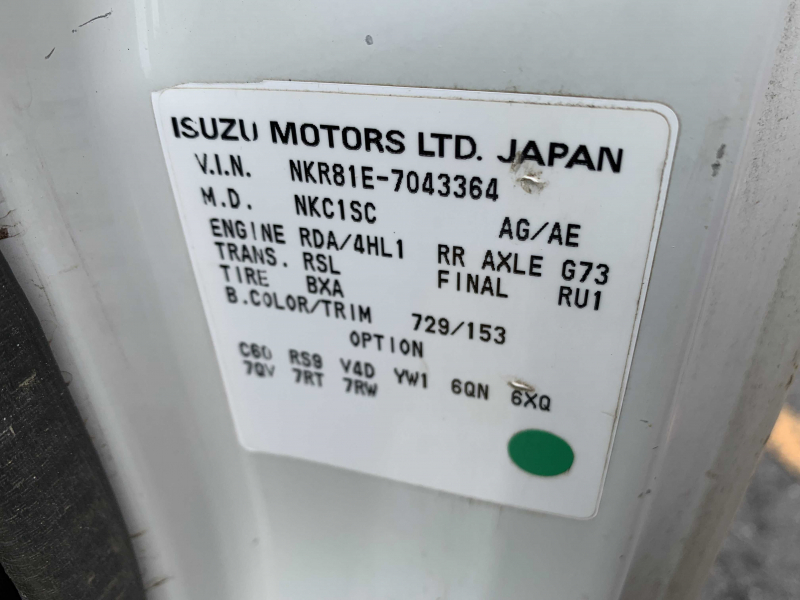 ISUZU MOTORS LTD. JAPAN
V.I.N. NKR81E-7043364
M.D. NKC1SC AG/AE
ENGINE RDA/4HL1 RR AXLE G73
TRANS. RSL FINAL RU1
TIRE BXA
B.COLOR/TRIM 729/153
OPTION
C60 RS9 V4D YW1 6QN 6XQ
7QV 7RT 7RW